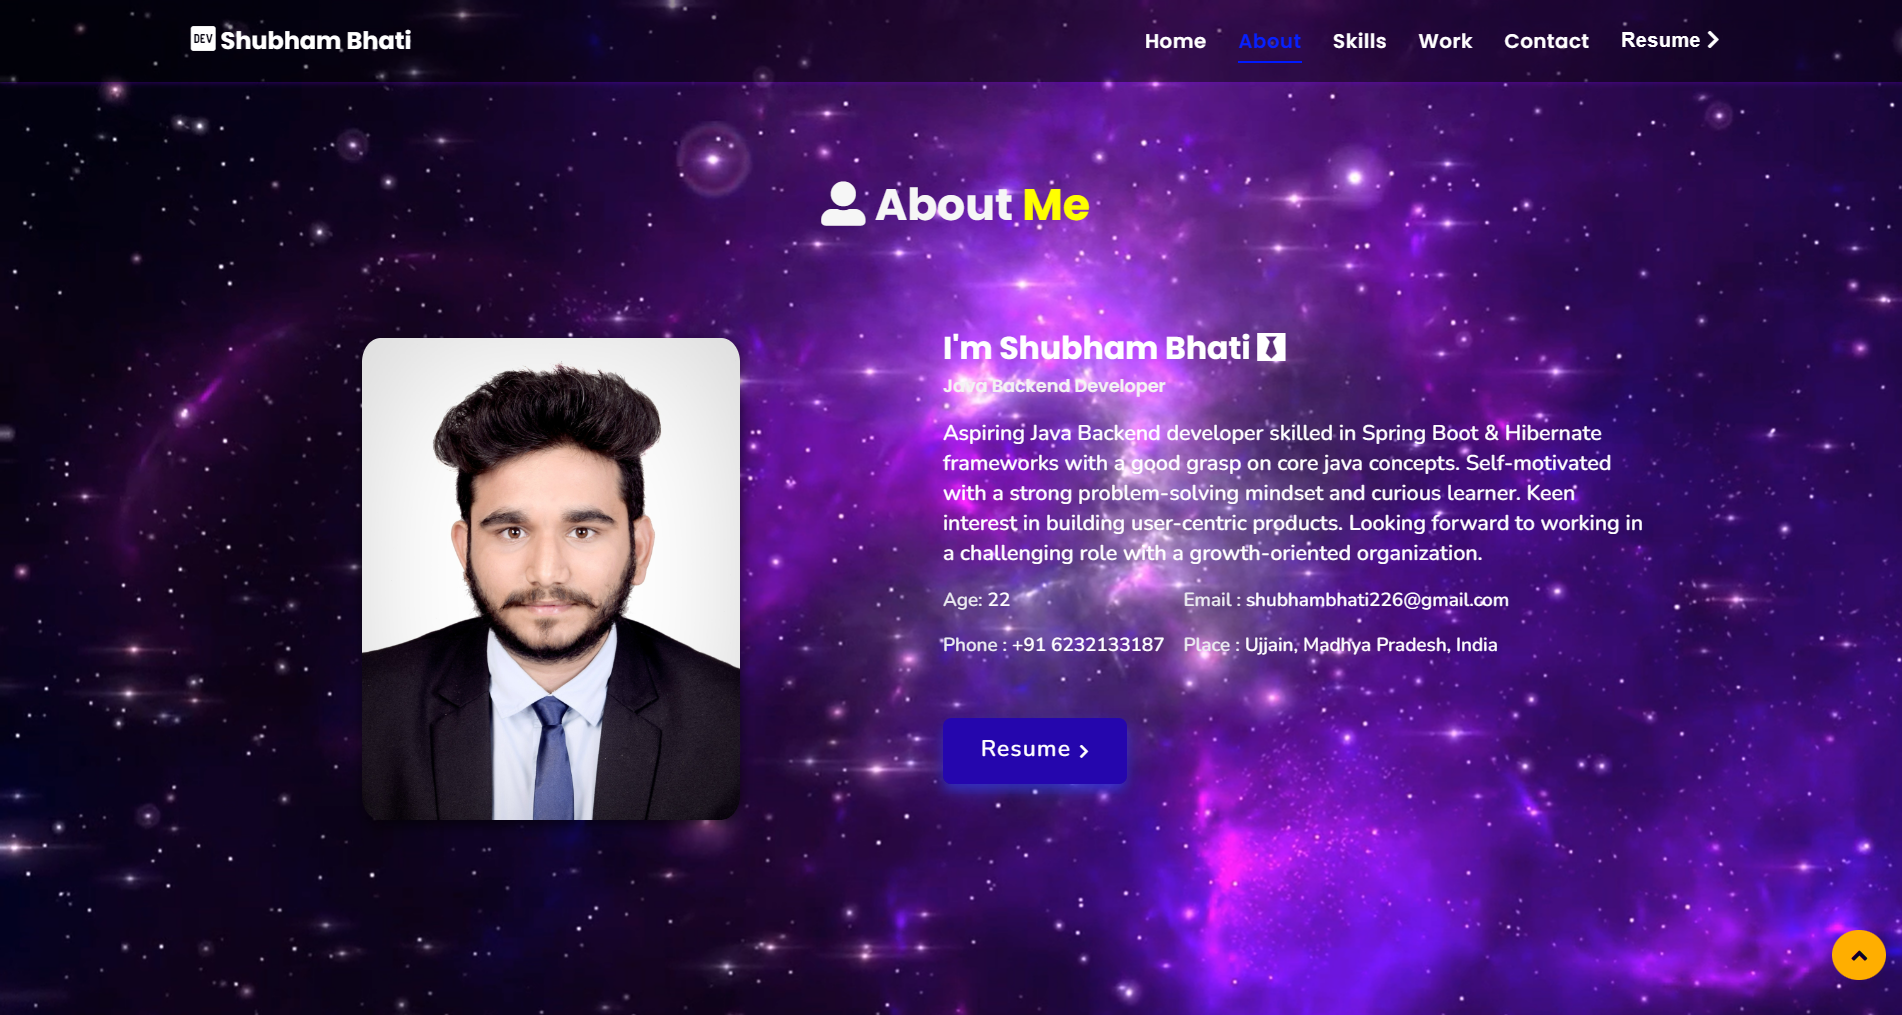 DEV Shubham Bhati
Home About Skills Work Contact Resume
About Me
I'm Shubham Bhati
Java Backend Developer
Aspiring Java Backend developer skilled in Spring Boot & Hibernate
frameworks with a good grasp on core java concepts. Self-motivated
with a strong problem-solving mindset and curious learner. Keen
interest in building user-centric products. Looking forward to working in
a challenging role with a growth-oriented organization.
Age: 22 Email : shubhambhati226@gmail.com
Phone : +91 6232133187 Place : Ujjain, Madhya Pradesh, India
Resume